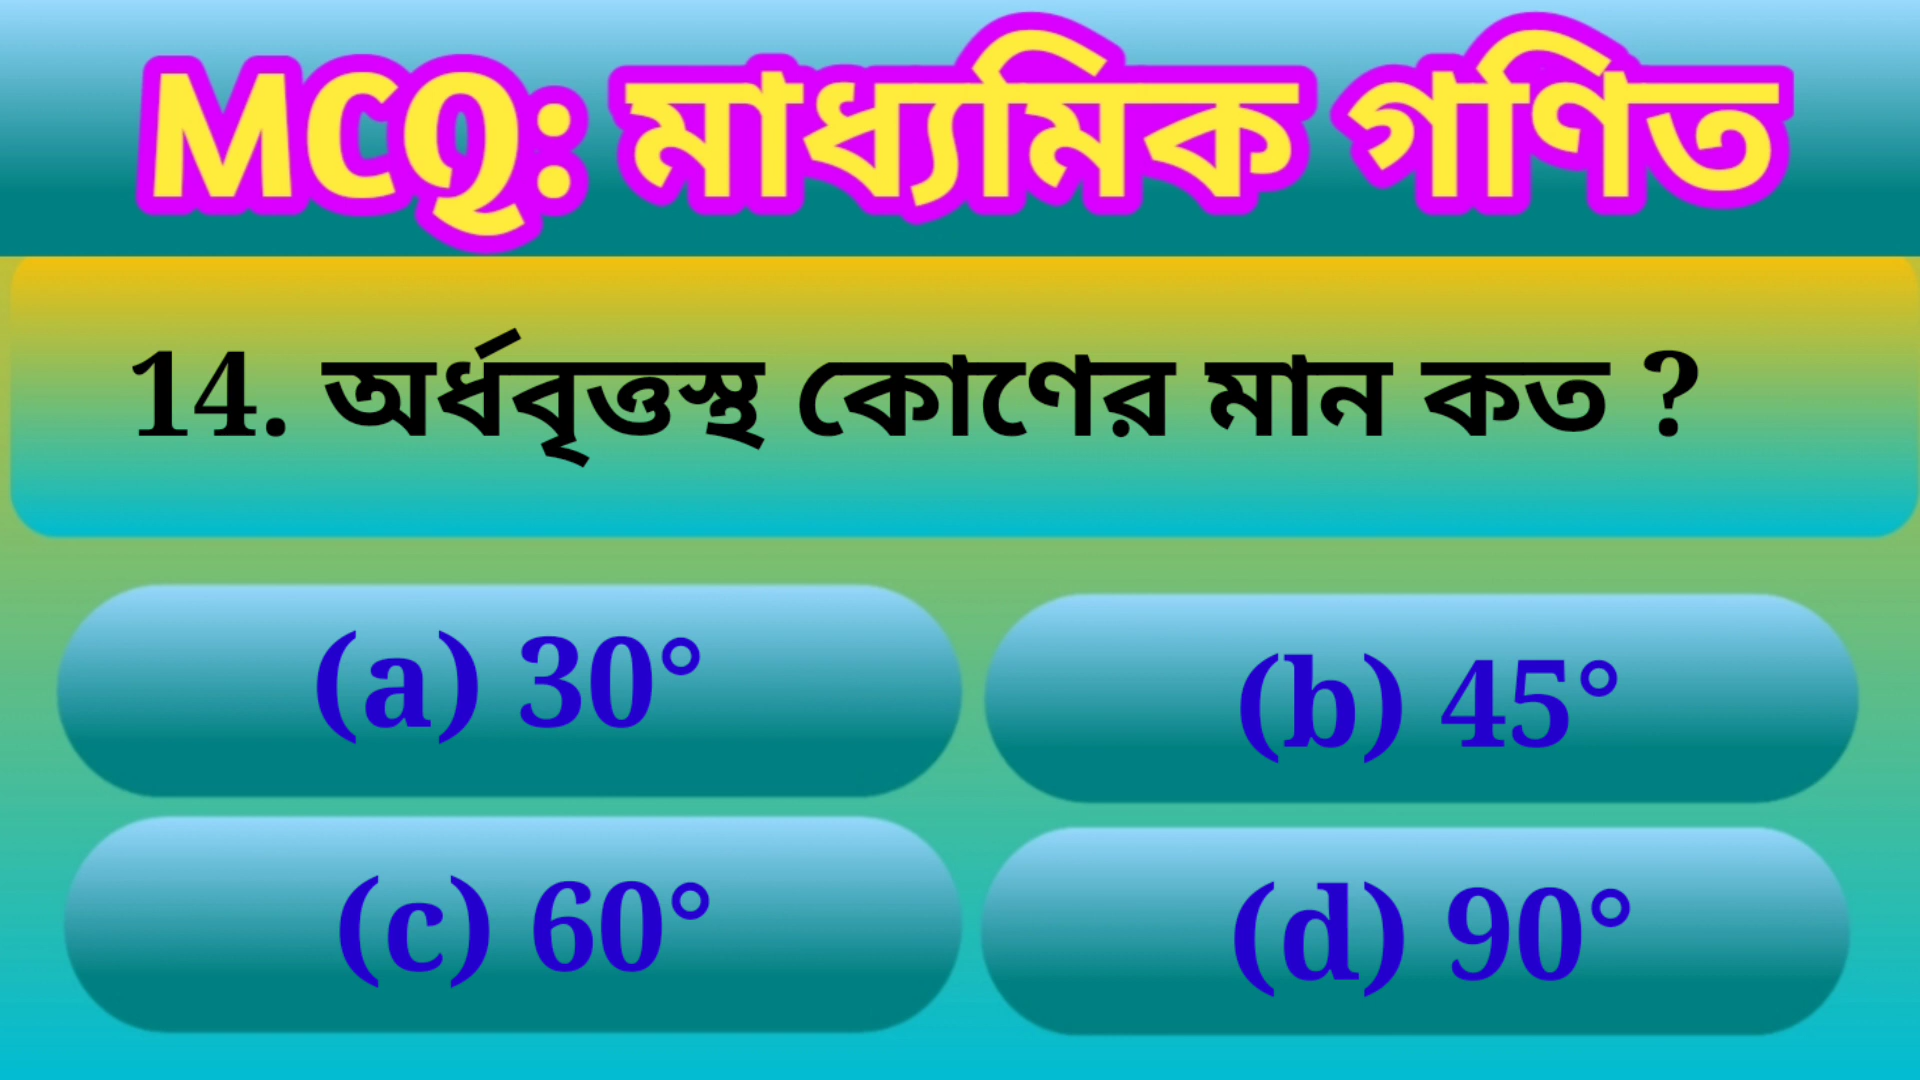 MCQ: মাধ্যমিক গণিত
14. অর্ধবৃত্তস্থ কোণের মান কত ?
(a) 30°
(b) 45°
(c) 60°
(d) 90°